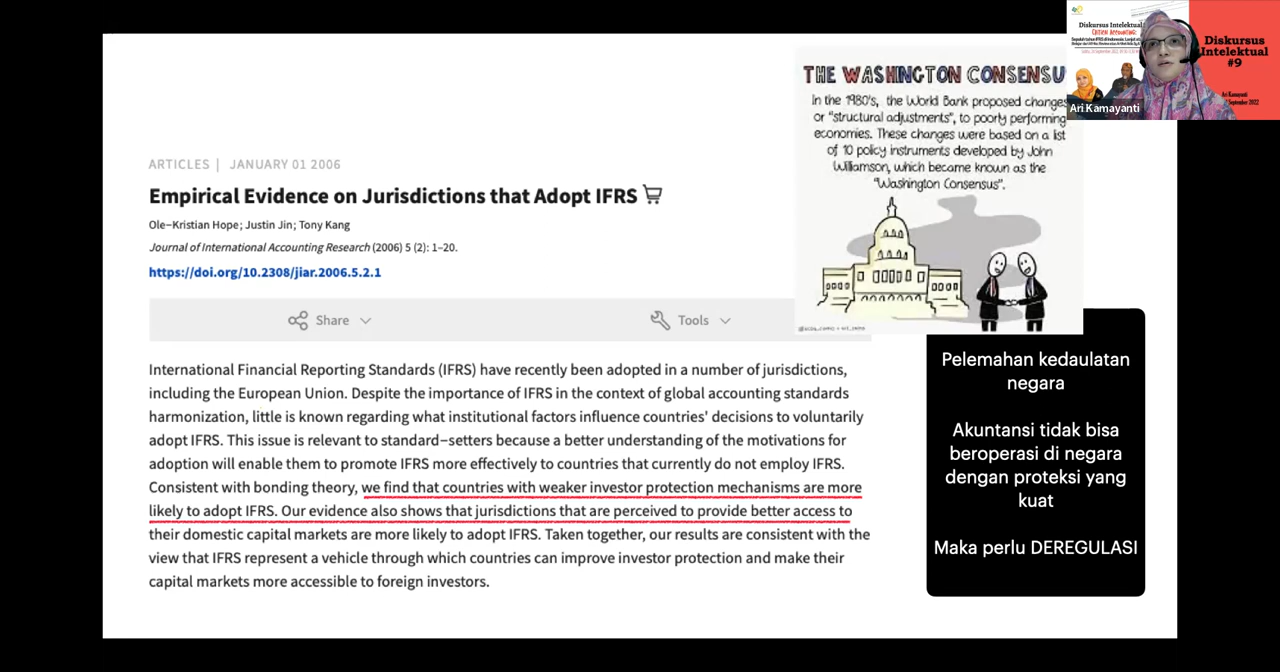 ARTICLES | JANUARY 01 2006
Empirical Evidence on Jurisdictions that Adopt IFRS
Ole-Kristian Hope; Justin Jin; Tony Kang
Journal of International Accounting Research (2006) 5 (2): 1–20.
https://doi.org/10.2308/jiar.2006.5.2.1
Share
Tools
International Financial Reporting Standards (IFRS) have recently been adopted in a number of jurisdictions,
including the European Union. Despite the importance of IFRS in the context of global accounting standards
harmonization, little is known regarding what institutional factors influence countries' decisions to voluntarily
adopt IFRS. This issue is relevant to standard-setters because a better understanding of the motivations for
adoption will enable them to promote IFRS more effectively to countries that currently do not employ IFRS.
Consistent with bonding theory, we find that countries with weaker investor protection mechanisms are more
likely to adopt IFRS. Our evidence also shows that jurisdictions that are perceived to provide better access to
their domestic capital markets are more likely to adopt IFRS. Taken together, our results are consistent with the
view that IFRS represent a vehicle through which countries can improve investor protection and make their
capital markets more accessible to foreign investors.
THE WASHINGTON CONSENSU
In the 1980's, the World Bank proposed changes
or "structural adjustments", to poorly performing
economies. These changes were based on a list
of 10 policy instruments developed by John
Williamson, which became known as the
"Washington Consensus".
Pelemahan kedaulatan
negara
Akuntansi tidak bisa
beroperasi di negara
dengan proteksi yang
kuat
Maka perlu DEREGULASI
Diskursus Intelektual
Ari Kamayanti
Diskursus
Intelektual
#9
Ari Kamayanti
September 2022